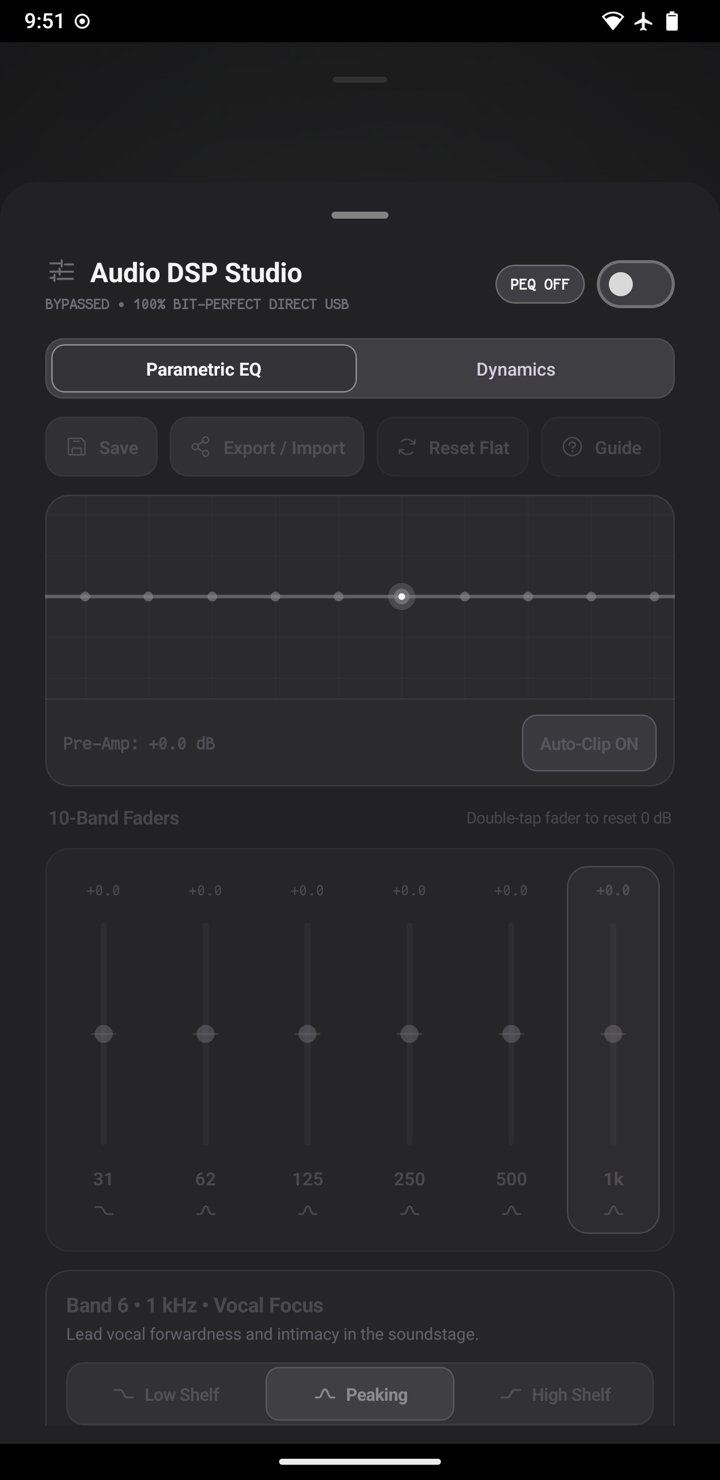 9:51
Audio DSP Studio
BYPASSED • 100% BIT-PERFECT DIRECT USB
PEQ OFF
Parametric EQ Dynamics
Save Export / Import Reset Flat Guide
Pre-Amp: +0.0 dB
Auto-Clip ON
10-Band Faders Double-tap fader to reset 0 dB
+0.0 +0.0 +0.0 +0.0 +0.0 +0.0
31 62 125 250 500 1k
Band 6 • 1 kHz • Vocal Focus
Lead vocal forwardness and intimacy in the soundstage.
Low Shelf Peaking High Shelf